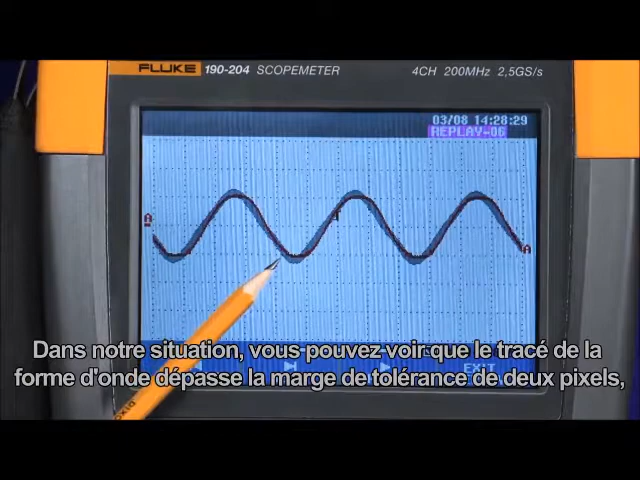 FLUKE 190-204 SCOPEMETER 4CH 200MHz 2,5GS/s
03/08 14:28:29
REPLAY-06
A
A
Dans notre situation, vous pouvez voir que le tracé de la
forme d'onde dépasse la marge de tolérance de deux pixels,
EXIT